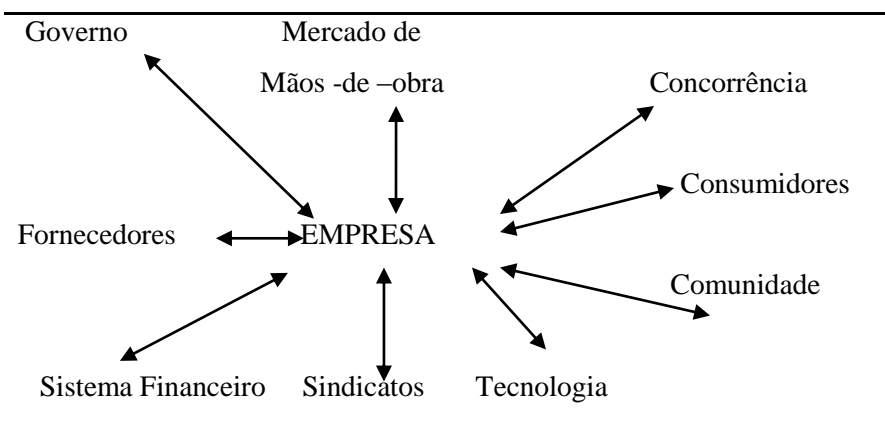 Governo
Mercado de
Mãos -de –obra
Concorrência
Consumidores
Fornecedores
EMPRESA
Comunidade
Sistema Financeiro
Sindicatos
Tecnologia